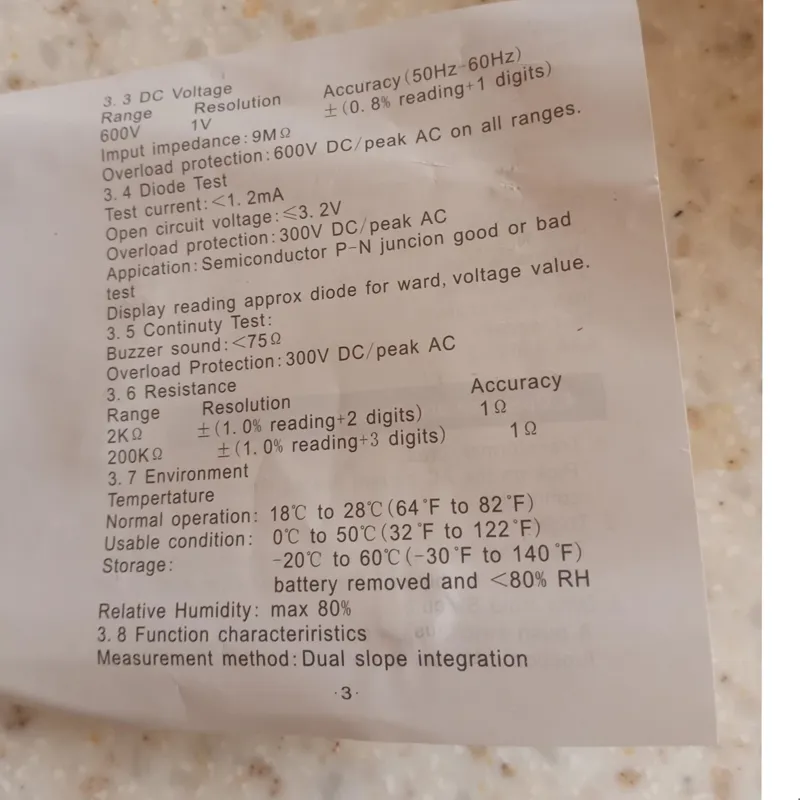 3. 3 DC Voltage
Range Resolution Accuracy(50Hz-60Hz)
600V 1V ±(0. 8% reading+1 digits)
Imput impedance:9MΩ
Overload protection:600V DC/peak AC on all ranges.
3. 4 Diode Test
Test current:<1. 2mA
Open circuit voltage:≤3. 2V
Overload protection:300V DC/peak AC
Appication:Semiconductor P-N juncion good or bad
test
Display reading approx diode for ward, voltage value.
3. 5 Continuty Test:
Buzzer sound:<75Ω
Overload Protection:300V DC/peak AC
3. 6 Resistance
Range Resolution Accuracy
2KΩ ±(1. 0% reading+2 digits) 1Ω
200KΩ ±(1. 0% reading+3 digits) 1Ω
3. 7 Environment
Tempertature
Normal operation: 18℃ to 28℃(64°F to 82°F)
Usable condition: 0℃ to 50℃(32°F to 122°F)
Storage: -20℃ to 60℃(-30°F to 140°F)
battery removed and <80% RH
Relative Humidity: max 80%
3. 8 Function characteriristics
Measurement method:Dual slope integration
·3·